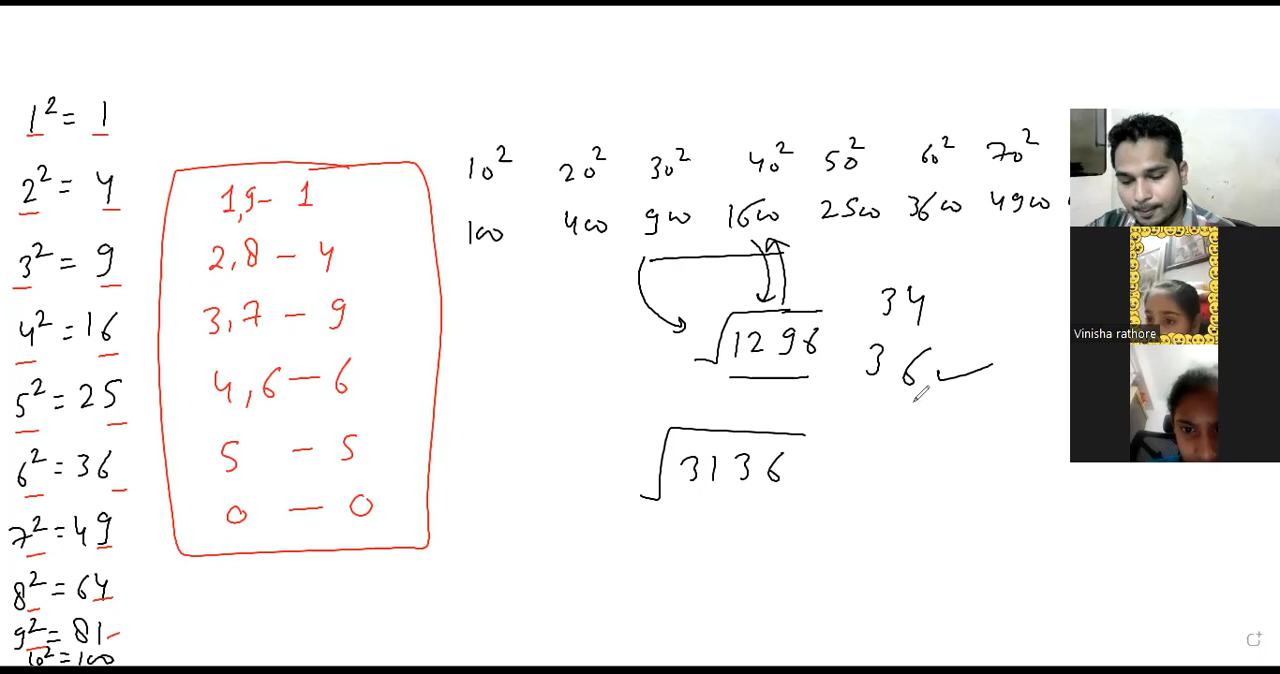 1² = 1
2² = 4
3² = 9
4² = 16
5² = 25
6² = 36
7² = 49
8² = 64
9² = 81
10² = 100
1,9 - 1
2,8 - 4
3,7 - 9
4,6 - 6
5 - 5
0 - 0
10² 20² 30² 40² 50² 60² 70²
100 400 900 1600 2500 3600 4900
√1296
34
36 ✓
√3136
Vinisha rathore